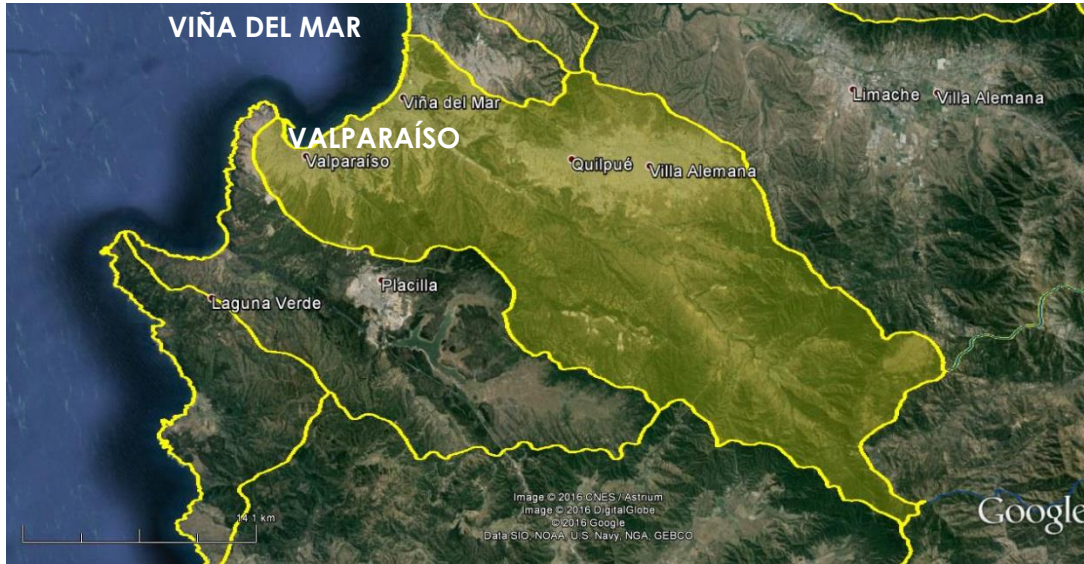 VIÑA DEL MAR
Viña del Mar
Limache
Villa Alemana
VALPARAÍSO
Valparaíso
Quilpué
Villa Alemana
Placilla
Laguna Verde
Image © 2016 CNES / Astrium
Image © 2016 DigitalGlobe
© 2016 Google
Data SIO, NOAA, U.S. Navy, NGA, GEBCO
14.1 km
Google